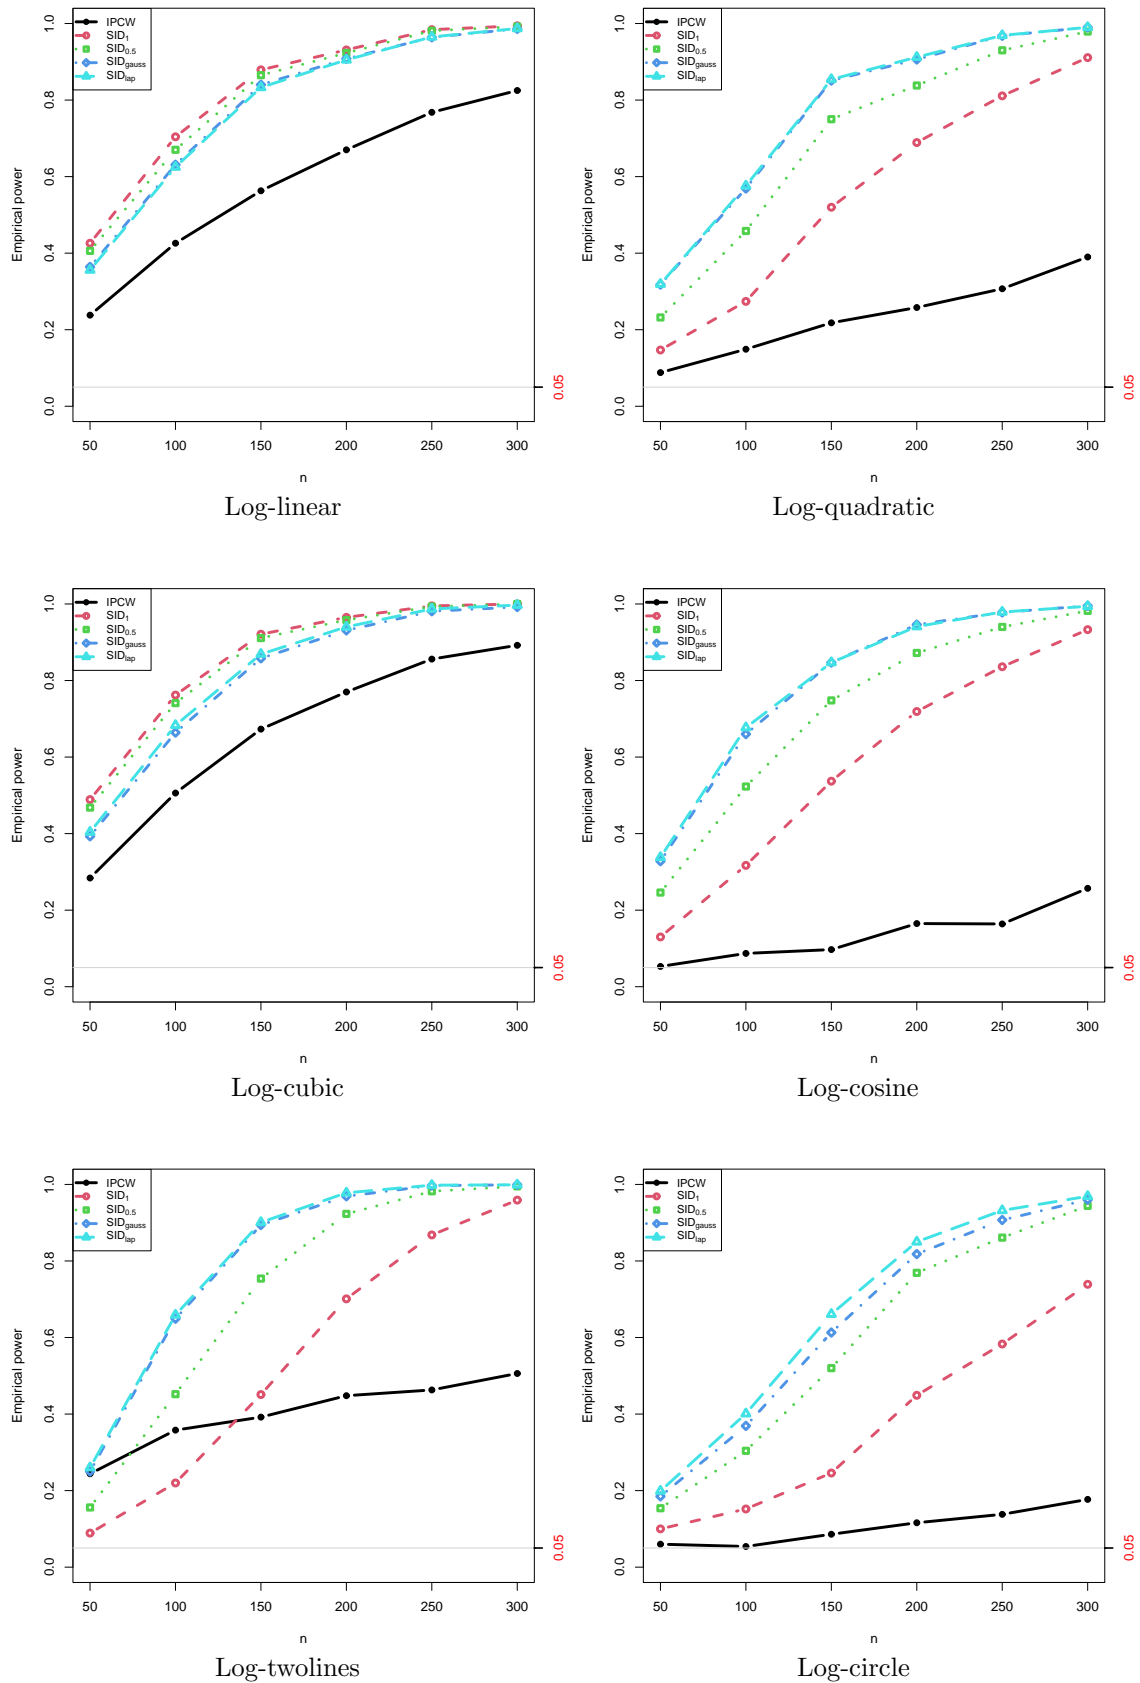 Empirical power
0.0 0.2 0.4 0.6 0.8 1.0
IPCW
SID1
SID0.5
SIDgauss
SIDlap
0.05
50 100 150 200 250 300
n
Log-linear
Empirical power
0.0 0.2 0.4 0.6 0.8 1.0
IPCW
SID1
SID0.5
SIDgauss
SIDlap
0.05
50 100 150 200 250 300
n
Log-quadratic
Empirical power
0.0 0.2 0.4 0.6 0.8 1.0
IPCW
SID1
SID0.5
SIDgauss
SIDlap
0.05
50 100 150 200 250 300
n
Log-cubic
Empirical power
0.0 0.2 0.4 0.6 0.8 1.0
IPCW
SID1
SID0.5
SIDgauss
SIDlap
0.05
50 100 150 200 250 300
n
Log-cosine
Empirical power
0.0 0.2 0.4 0.6 0.8 1.0
IPCW
SID1
SID0.5
SIDgauss
SIDlap
0.05
50 100 150 200 250 300
n
Log-twolines
Empirical power
0.0 0.2 0.4 0.6 0.8 1.0
IPCW
SID1
SID0.5
SIDgauss
SIDlap
0.05
50 100 150 200 250 300
n
Log-circle